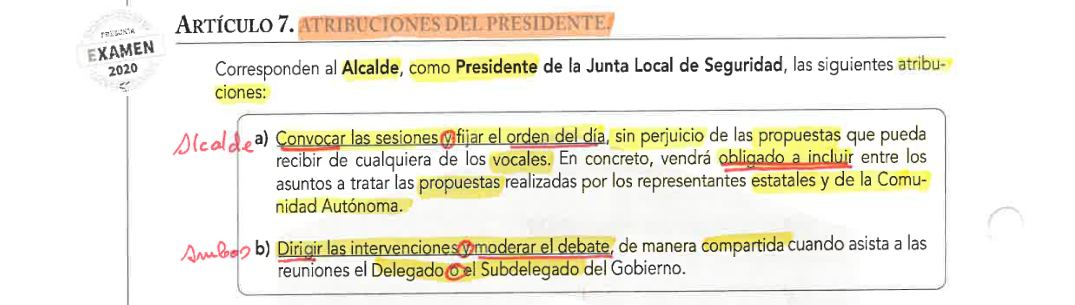 PREGUNTA
EXAMEN
2020
ARTÍCULO 7. ATRIBUCIONES DEL PRESIDENTE.
Corresponden al Alcalde, como Presidente de la Junta Local de Seguridad, las siguientes atribu-
ciones:
Alcalde a) Convocar las sesiones y fijar el orden del día, sin perjuicio de las propuestas que pueda
recibir de cualquiera de los vocales. En concreto, vendrá obligado a incluir entre los
asuntos a tratar las propuestas realizadas por los representantes estatales y de la Comu-
nidad Autónoma.
Ambos b) Dirigir las intervenciones y moderar el debate, de manera compartida cuando asista a las
reuniones el Delegado o el Subdelegado del Gobierno.